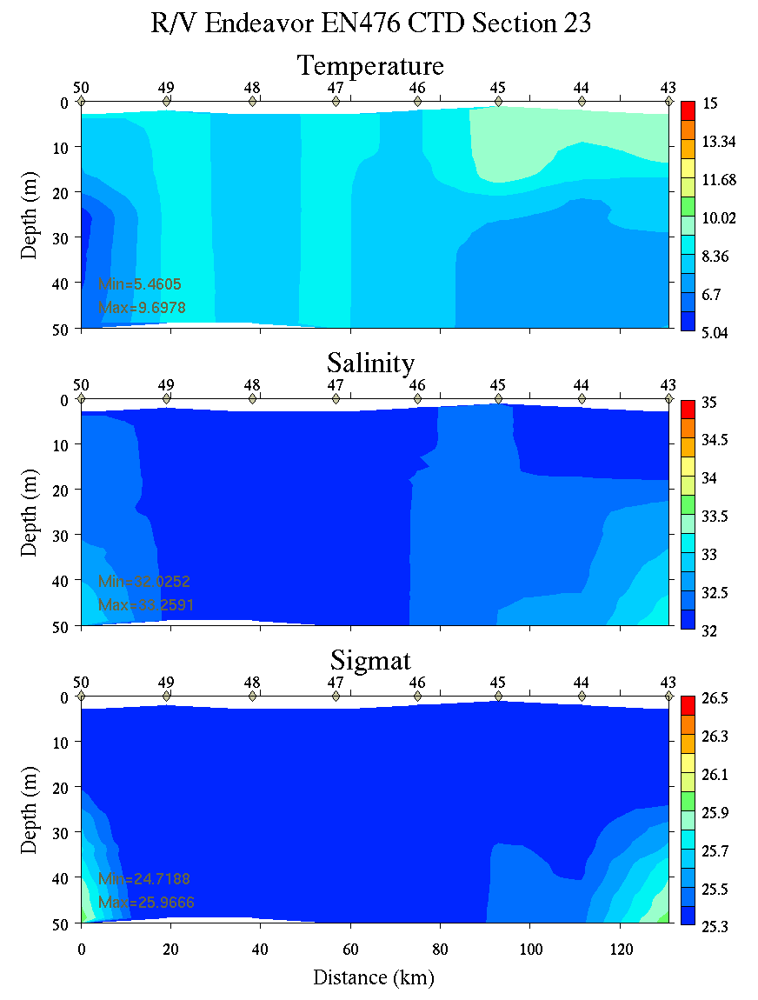 R/V Endeavor EN476 CTD Section 23
Temperature
50 49 48 47 46 45 44 43
0
10
20
30
40
50
Depth (m)
Min=5.4605
Max=9.6978
15
13.34
11.68
10.02
8.36
6.7
5.04
Salinity
50 49 48 47 46 45 44 43
0
10
20
30
40
50
Depth (m)
Min=32.0252
Max=33.2591
35
34.5
34
33.5
33
32.5
32
Sigmat
50 49 48 47 46 45 44 43
0
10
20
30
40
50
Depth (m)
Min=24.7188
Max=25.9666
26.5
26.3
26.1
25.9
25.7
25.5
25.3
0 20 40 60 80 100 120
Distance (km)